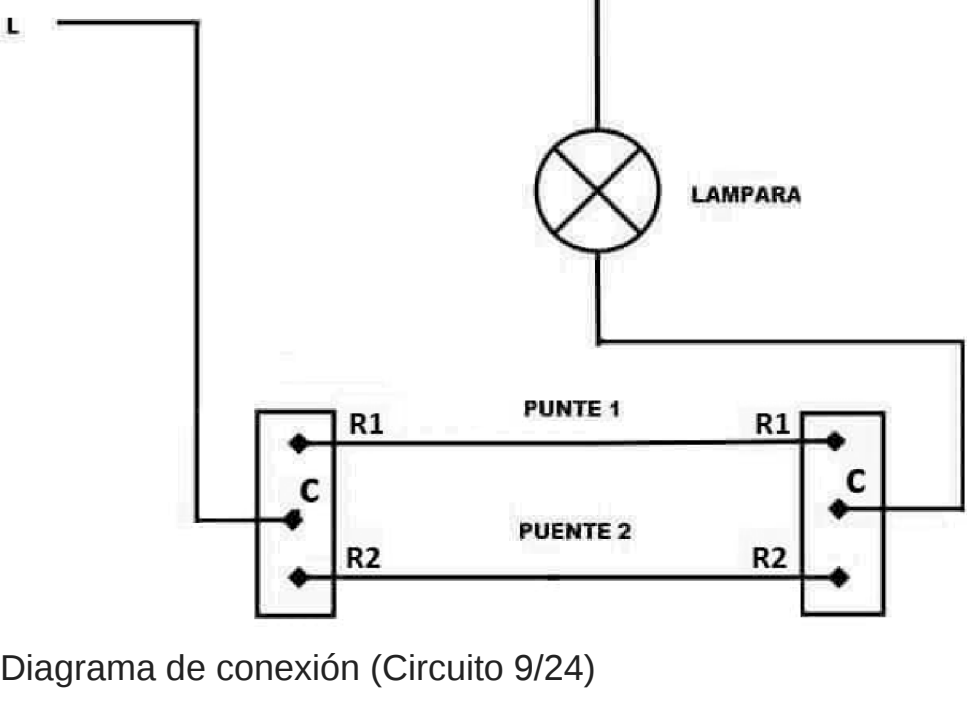 L
LAMPARA
PUNTE 1
R1
R1
C
C
PUENTE 2
R2
R2
Diagrama de conexión (Circuito 9/24)